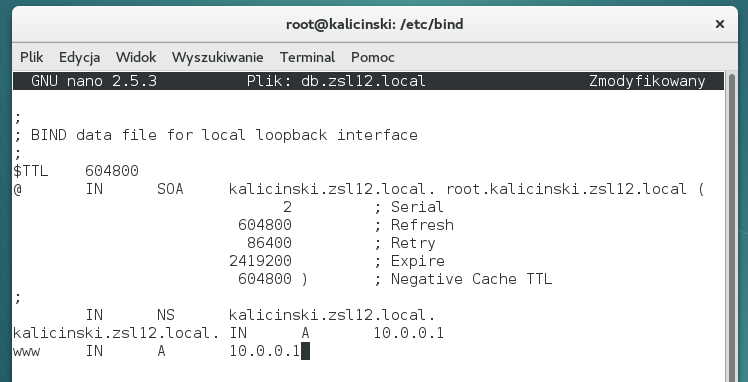 root@kalicinski: /etc/bind ×
Plik Edycja Widok Wyszukiwanie Terminal Pomoc
GNU nano 2.5.3 Plik: db.zsl12.local Zmodyfikowany
;
; BIND data file for local loopback interface
;
$TTL 604800
@ IN SOA kalicinski.zsl12.local. root.kalicinski.zsl12.local (
2 ; Serial
604800 ; Refresh
86400 ; Retry
2419200 ; Expire
604800 ) ; Negative Cache TTL
;
IN NS kalicinski.zsl12.local.
kalicinski.zsl12.local. IN A 10.0.0.1
www IN A 10.0.0.1